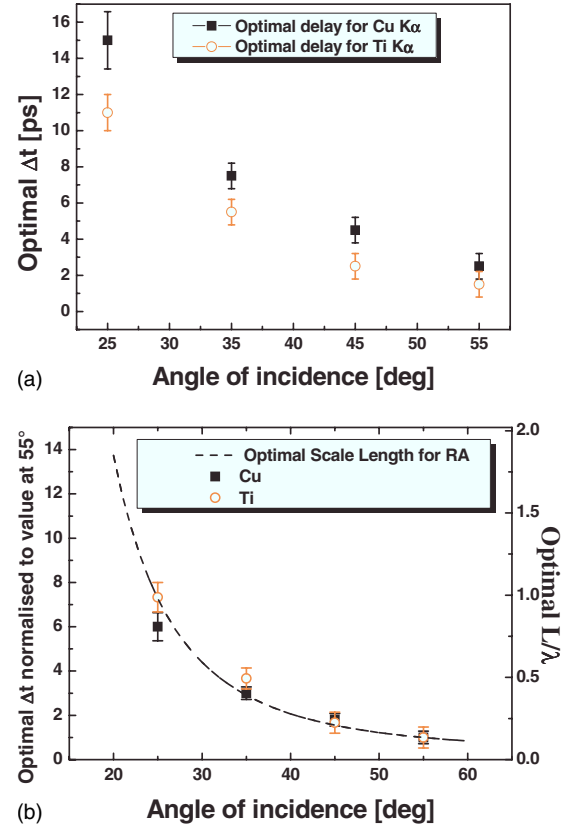 16
14
12
10
8
6
4
2
0
Optimal Δt [ps]
Optimal delay for Cu Kα
Optimal delay for Ti Kα
25 30 35 40 45 50 55
(a) Angle of incidence [deg]
14
12
10
8
6
4
2
0
Optimal Δt normalised to value at 55°
Optimal Scale Length for RA
Cu
Ti
2.0
1.5
1.0
0.5
0.0
Optimal L/λ
20 30 40 50 60
(b) Angle of incidence [deg]